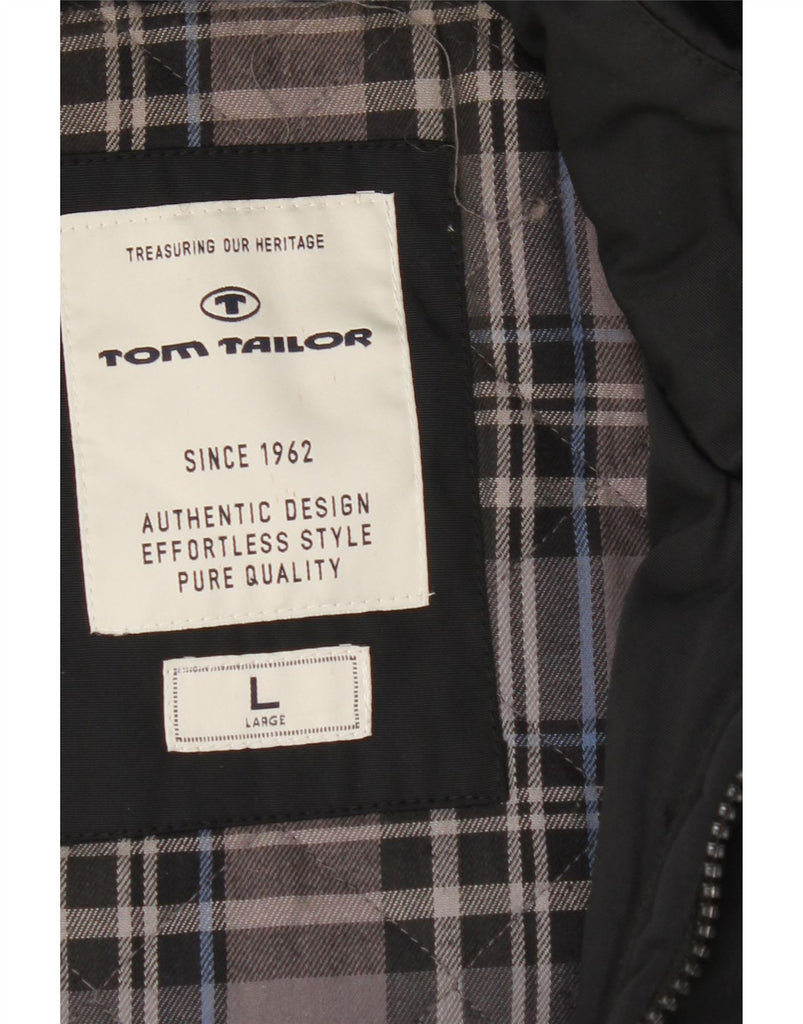 TREASURING OUR HERITAGE
T
TOM TAILOR
SINCE 1962
AUTHENTIC DESIGN
EFFORTLESS STYLE
PURE QUALITY
L
LARGE